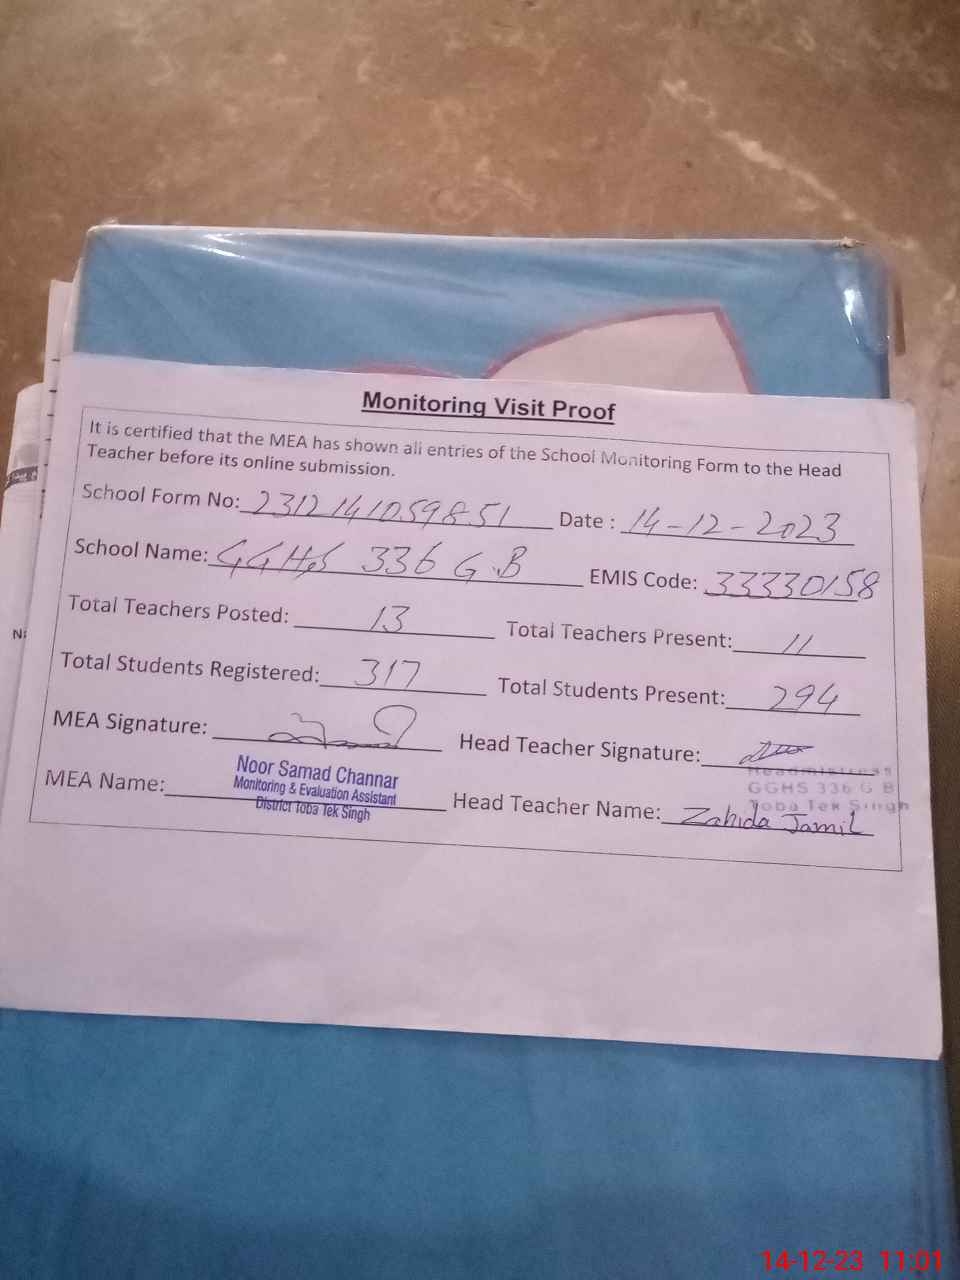 Monitoring Visit Proof
It is certified that the MEA has shown all entries of the School Monitoring Form to the Head
Teacher before its online submission.
School Form No: 2312141059851 Date : 14-12-2023
School Name: GGHS 336 G.B EMIS Code: 33330158
Total Teachers Posted: 13 Total Teachers Present: 11
Total Students Registered: 317 Total Students Present: 294
MEA Signature: Head Teacher Signature:
Headmistress
GGHS 336 G B
Toba Tek Singh
MEA Name: Noor Samad Channar
Monitoring & Evaluation Assistant
District Toba Tek Singh
Head Teacher Name: Zahida Jamil
14-12-23 11:01